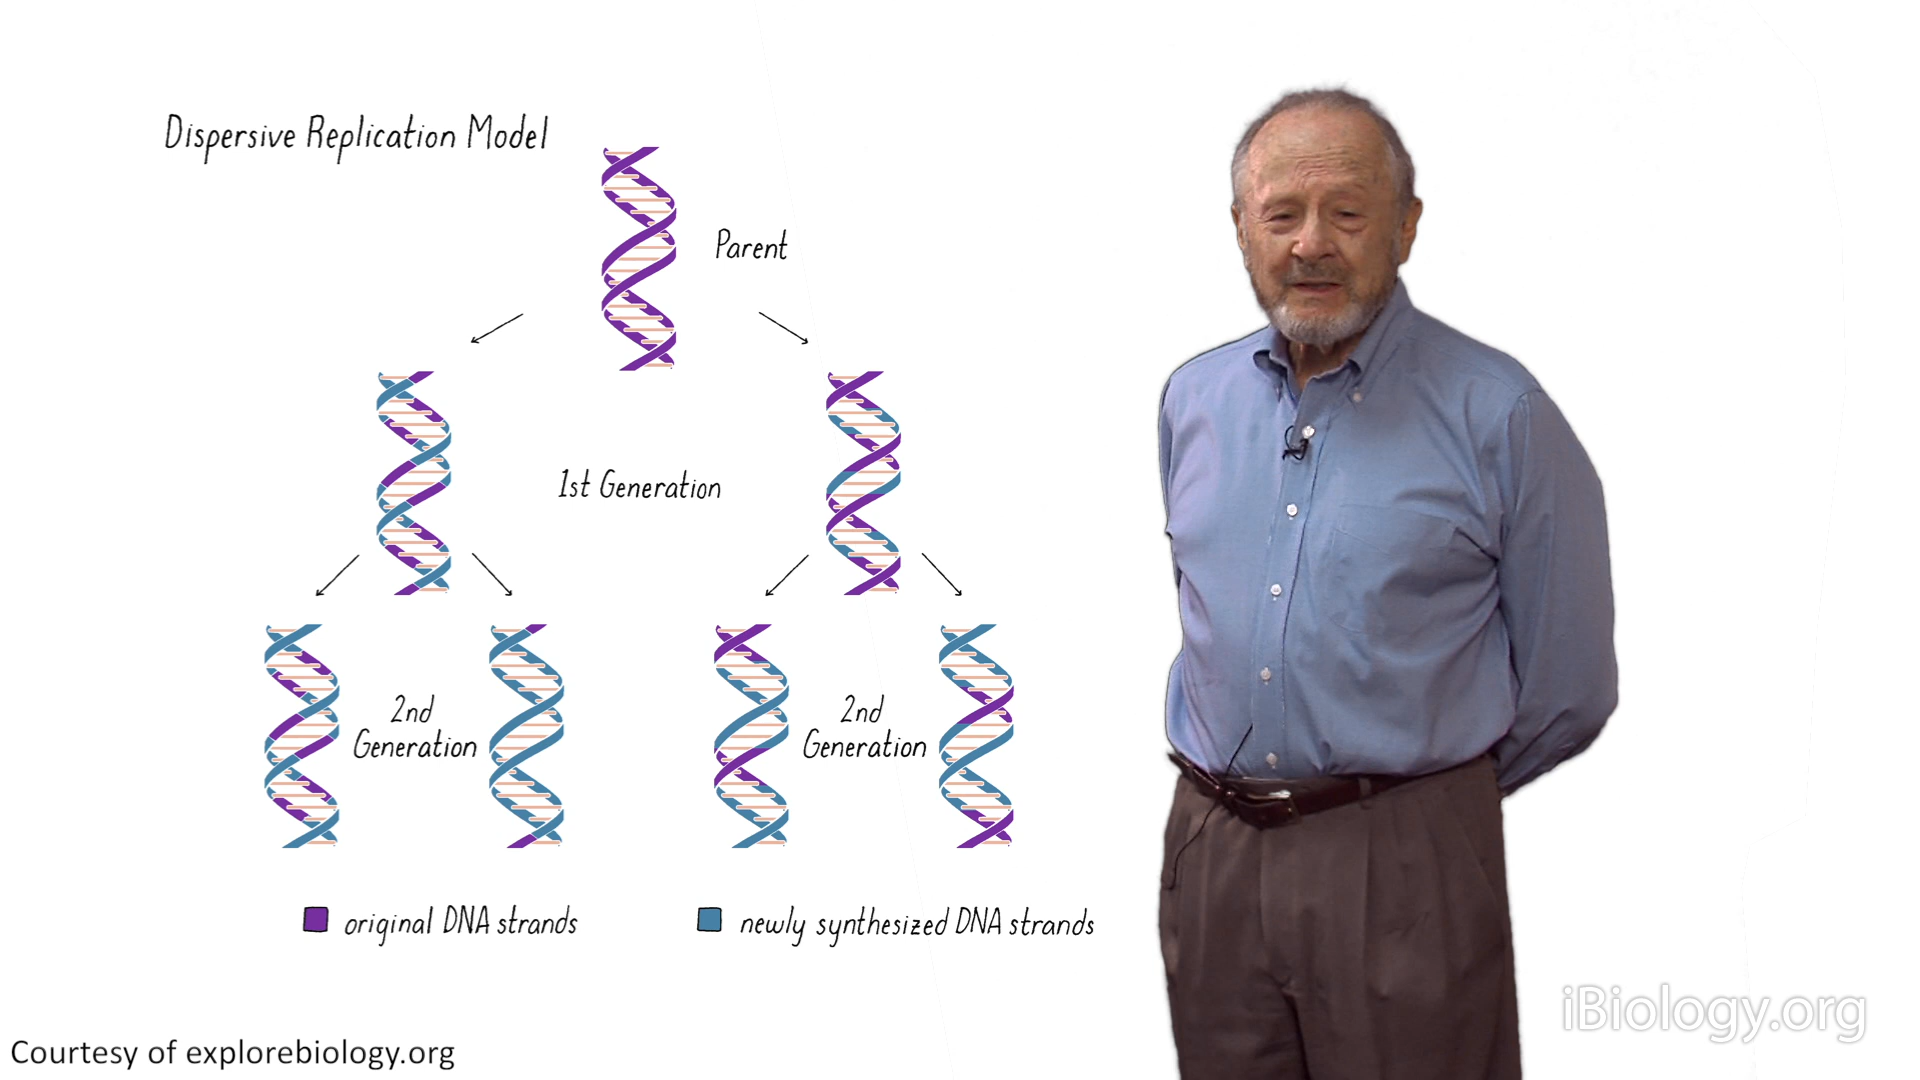 Dispersive Replication Model
Parent
1st Generation
2nd
Generation
2nd
Generation
original DNA strands
newly synthesized DNA strands
iBiology.org
Courtesy of explorebiology.org